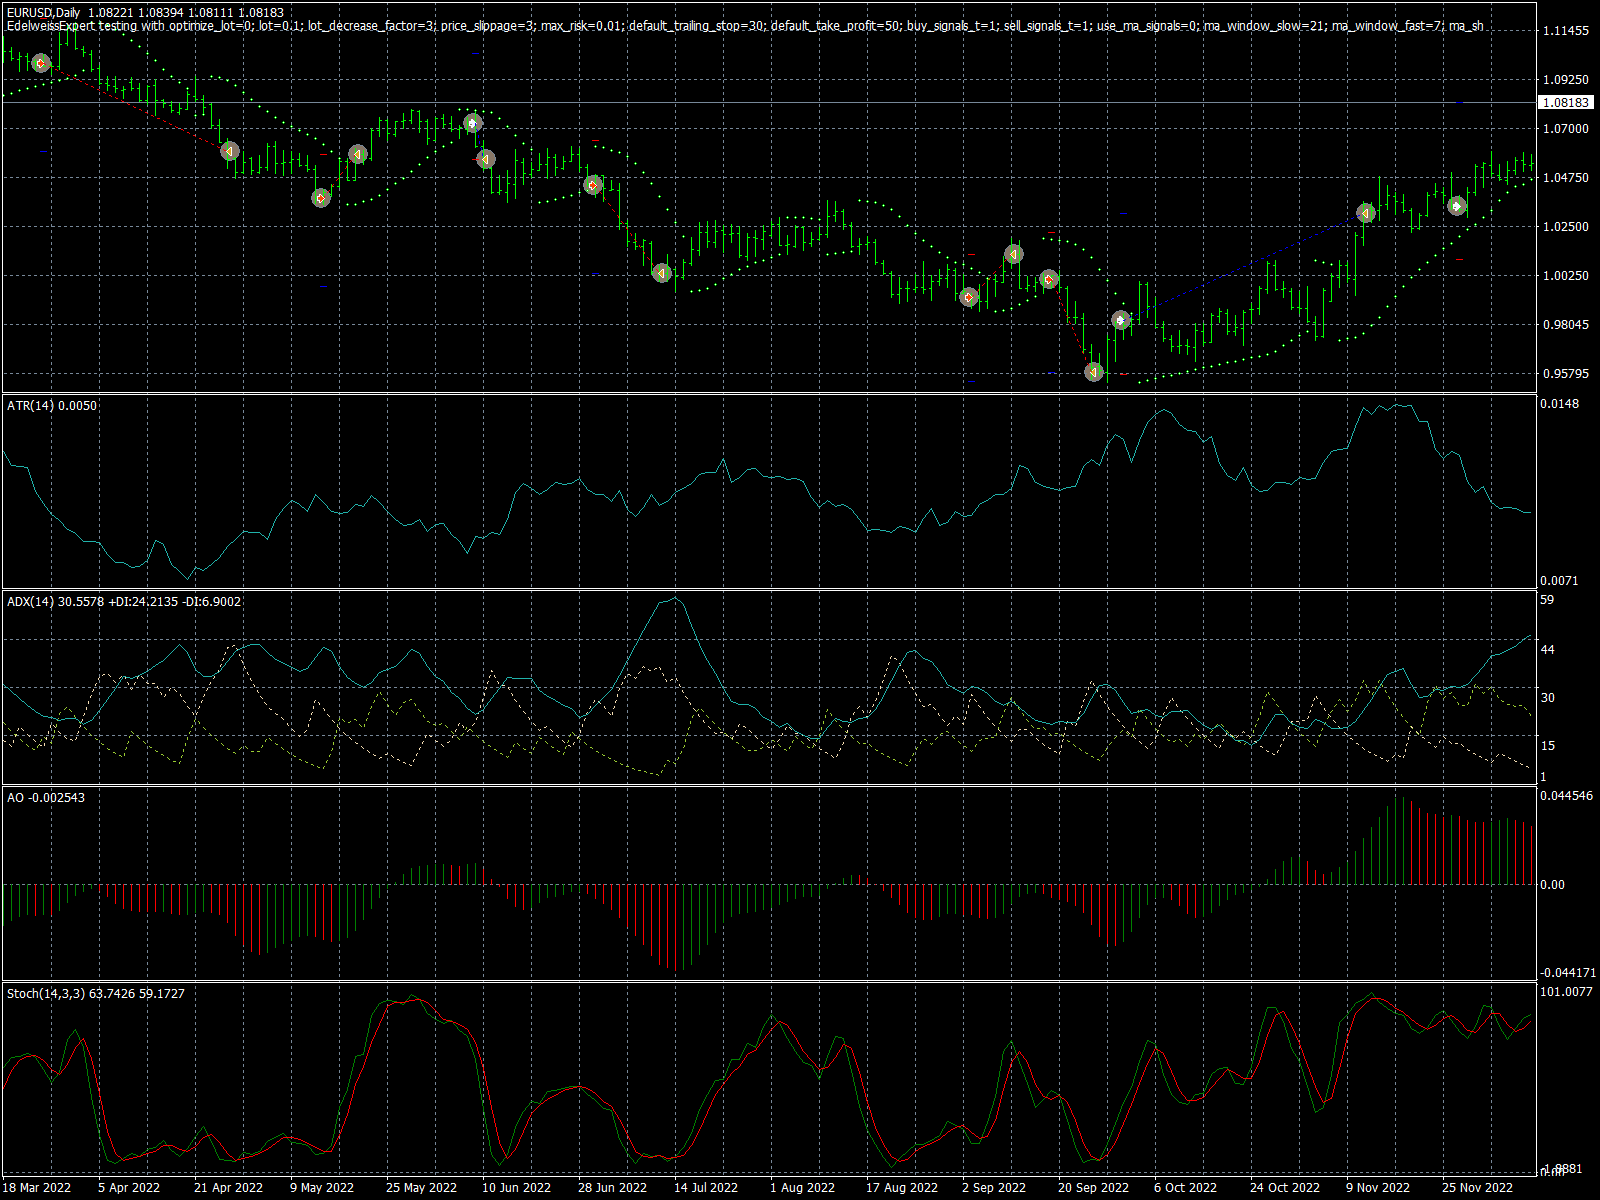 EURUSD,Daily 1.08221 1.08394 1.08111 1.08183
EdelweissExpert testing with optimize_lot=0; lot=0.1; lot_decrease_factor=3; price_slippage=3; max_risk=0.01; default_trailing_stop=30; default_take_profit=50; buy_signals_t=1; sell_signals_t=1; use_ma_signals=0; ma_window_slow=21; ma_window_fast=7; ma_sh
1.11455
1.09250
1.08183
1.07000
1.04750
1.02500
1.00250
0.98045
0.95795
ATR(14) 0.0050
0.0148
0.0071
ADX(14) 30.5578 +DI:24.2135 -DI:6.9002
59
44
30
15
1
AO -0.002543
0.044546
0.00
-0.044171
Stoch(14,3,3) 63.7426 59.1727
101.0077
18 Mar 2022 5 Apr 2022 21 Apr 2022 9 May 2022 25 May 2022 10 Jun 2022 28 Jun 2022 14 Jul 2022 1 Aug 2022 17 Aug 2022 2 Sep 2022 20 Sep 2022 6 Oct 2022 24 Oct 2022 9 Nov 2022 25 Nov 2022